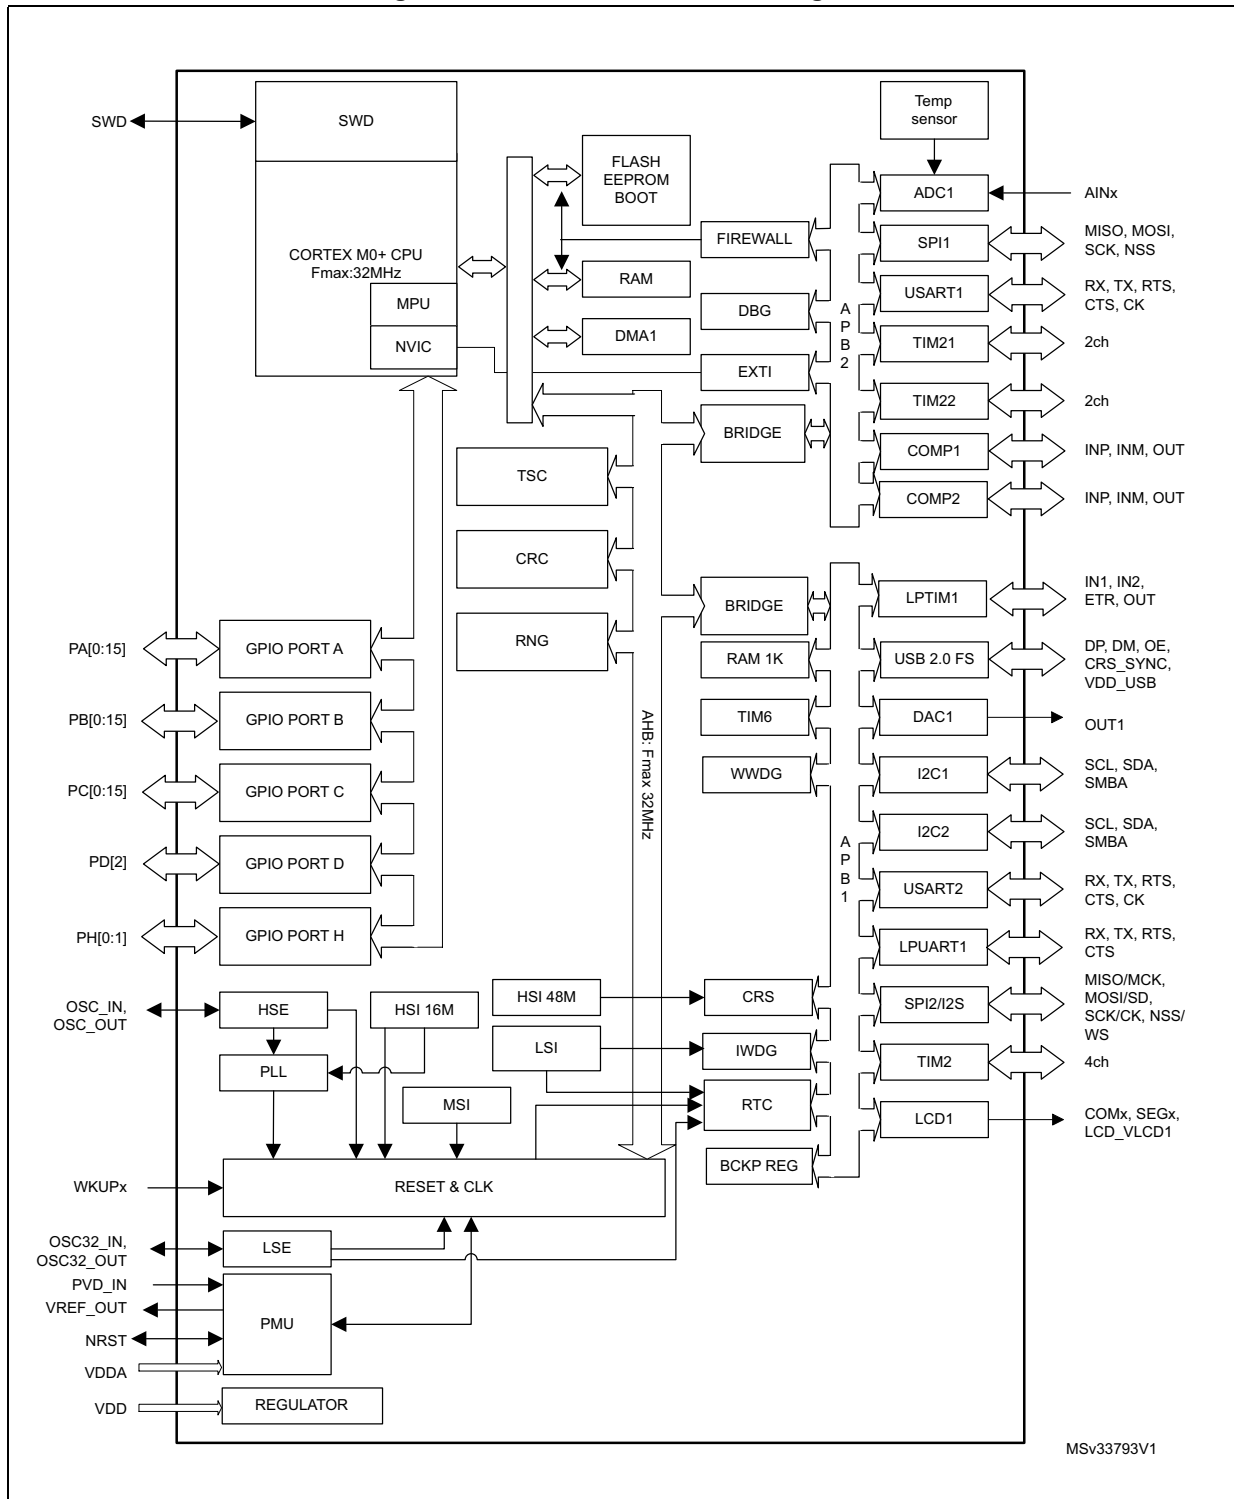 SWD
SWD
CORTEX M0+ CPU
Fmax:32MHz
MPU
NVIC
FLASH
EEPROM
BOOT
RAM
DMA1
FIREWALL
DBG
EXTI
BRIDGE
APB2
Temp
sensor
ADC1
AINx
SPI1
MISO, MOSI,
SCK, NSS
USART1
RX, TX, RTS,
CTS, CK
TIM21
2ch
TIM22
2ch
COMP1
INP, INM, OUT
COMP2
INP, INM, OUT
TSC
CRC
RNG
AHB: Fmax 32MHz
PA[0:15]
GPIO PORT A
PB[0:15]
GPIO PORT B
PC[0:15]
GPIO PORT C
PD[2]
GPIO PORT D
PH[0:1]
GPIO PORT H
BRIDGE
RAM 1K
TIM6
WWDG
APB1
LPTIM1
IN1, IN2,
ETR, OUT
USB 2.0 FS
DP, DM, OE,
CRS_SYNC,
VDD_USB
DAC1
OUT1
I2C1
SCL, SDA,
SMBA
I2C2
SCL, SDA,
SMBA
USART2
RX, TX, RTS,
CTS, CK
LPUART1
RX, TX, RTS,
CTS
SPI2/I2S
MISO/MCK,
MOSI/SD,
SCK/CK, NSS/
WS
TIM2
4ch
LCD1
COMx, SEGx,
LCD_VLCD1
OSC_IN,
OSC_OUT
HSE
HSI 16M
HSI 48M
CRS
PLL
LSI
IWDG
MSI
RTC
BCKP REG
WKUPx
RESET & CLK
OSC32_IN,
OSC32_OUT
LSE
PVD_IN
VREF_OUT
NRST
VDDA
PMU
VDD
REGULATOR
MSv33793V1